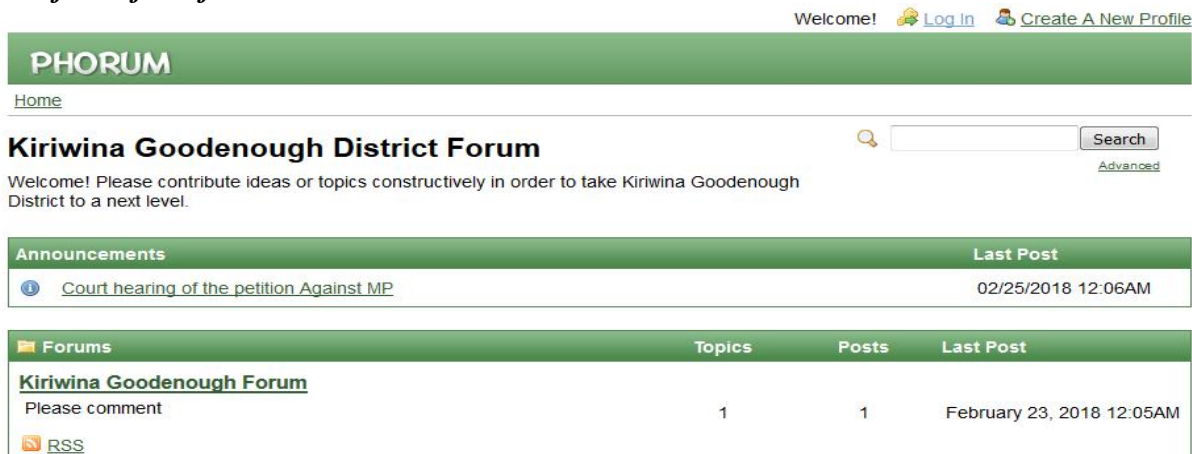 Welcome! Log In Create A New Profile
PHORUM
Home
Kiriwina Goodenough District Forum
Search
Advanced
Welcome! Please contribute ideas or topics constructively in order to take Kiriwina Goodenough
District to a next level.
Announcements Last Post
Court hearing of the petition Against MP 02/25/2018 12:06AM
Forums Topics Posts Last Post
Kiriwina Goodenough Forum
Please comment 1 1 February 23, 2018 12:05AM
RSS